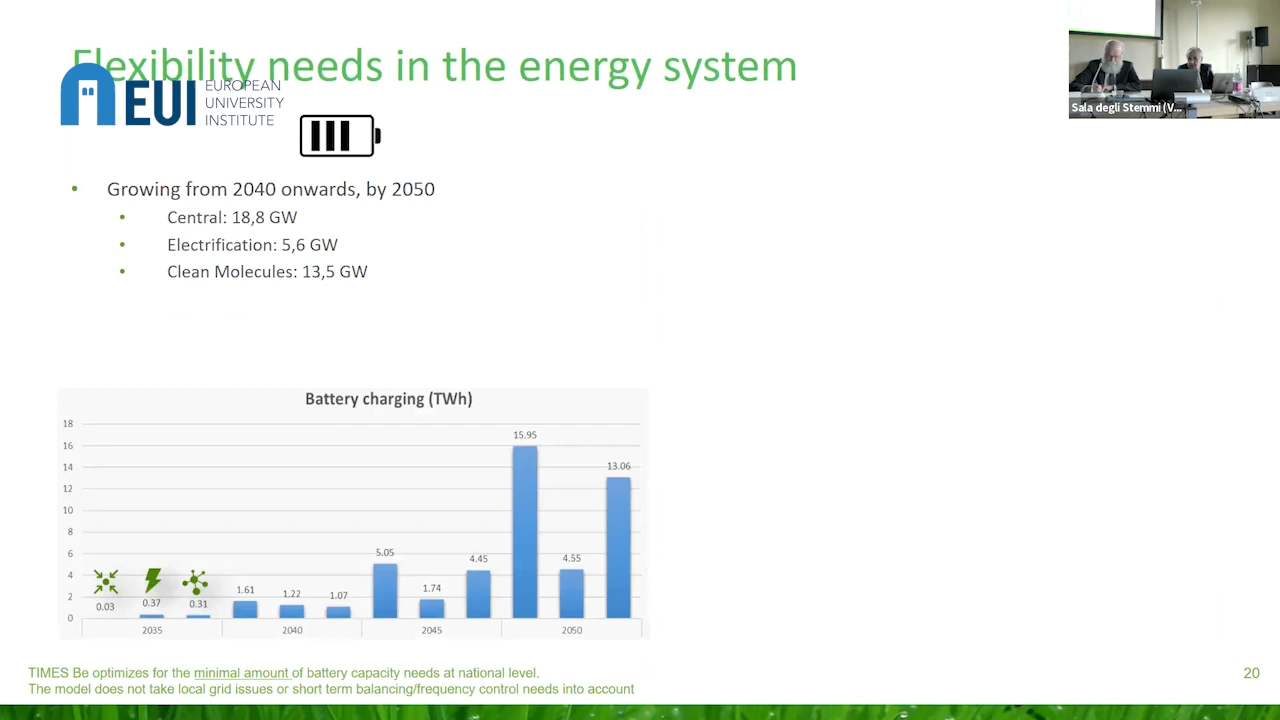 Flexibility needs in the energy system
EUI
EUROPEAN
UNIVERSITY
INSTITUTE
Sala degli Stemmi (V...
• Growing from 2040 onwards, by 2050
• Central: 18,8 GW
• Electrification: 5,6 GW
• Clean Molecules: 13,5 GW
Battery charging (TWh)
18
16
14
12
10
8
6
4
2
0
0.03
0.37
0.31
1.61
1.22
1.07
5.05
1.74
4.45
15.95
4.55
13.06
2035
2040
2045
2050
TIMES Be optimizes for the minimal amount of battery capacity needs at national level.
The model does not take local grid issues or short term balancing/frequency control needs into account
20